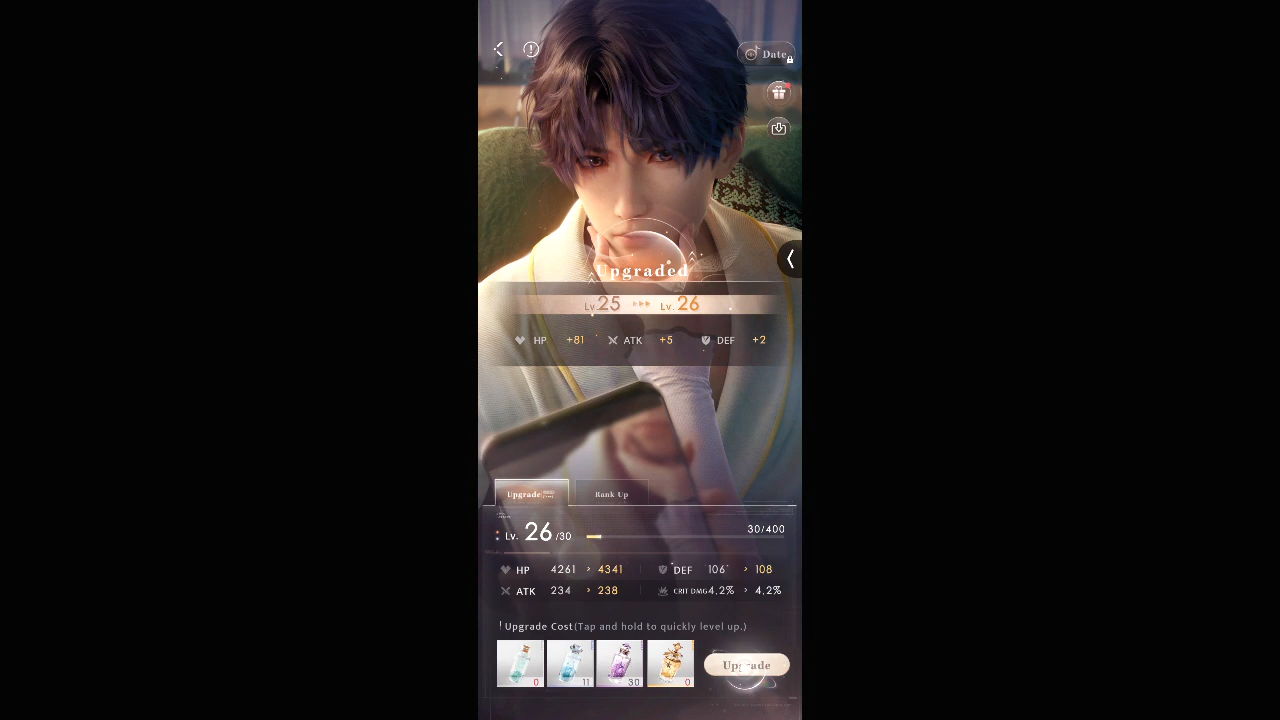 Date
Upgraded
Lv.25 Lv.26
HP +81 ATK +5 DEF +2
Upgrade Rank Up
Lv. 26 /30 30/400
HP 4261 > 4341 DEF 106 > 108
ATK 234 > 238 CRIT DMG 4.2% > 4.2%
! Upgrade Cost(Tap and hold to quickly level up.)
0 11 30 0 Upgrade